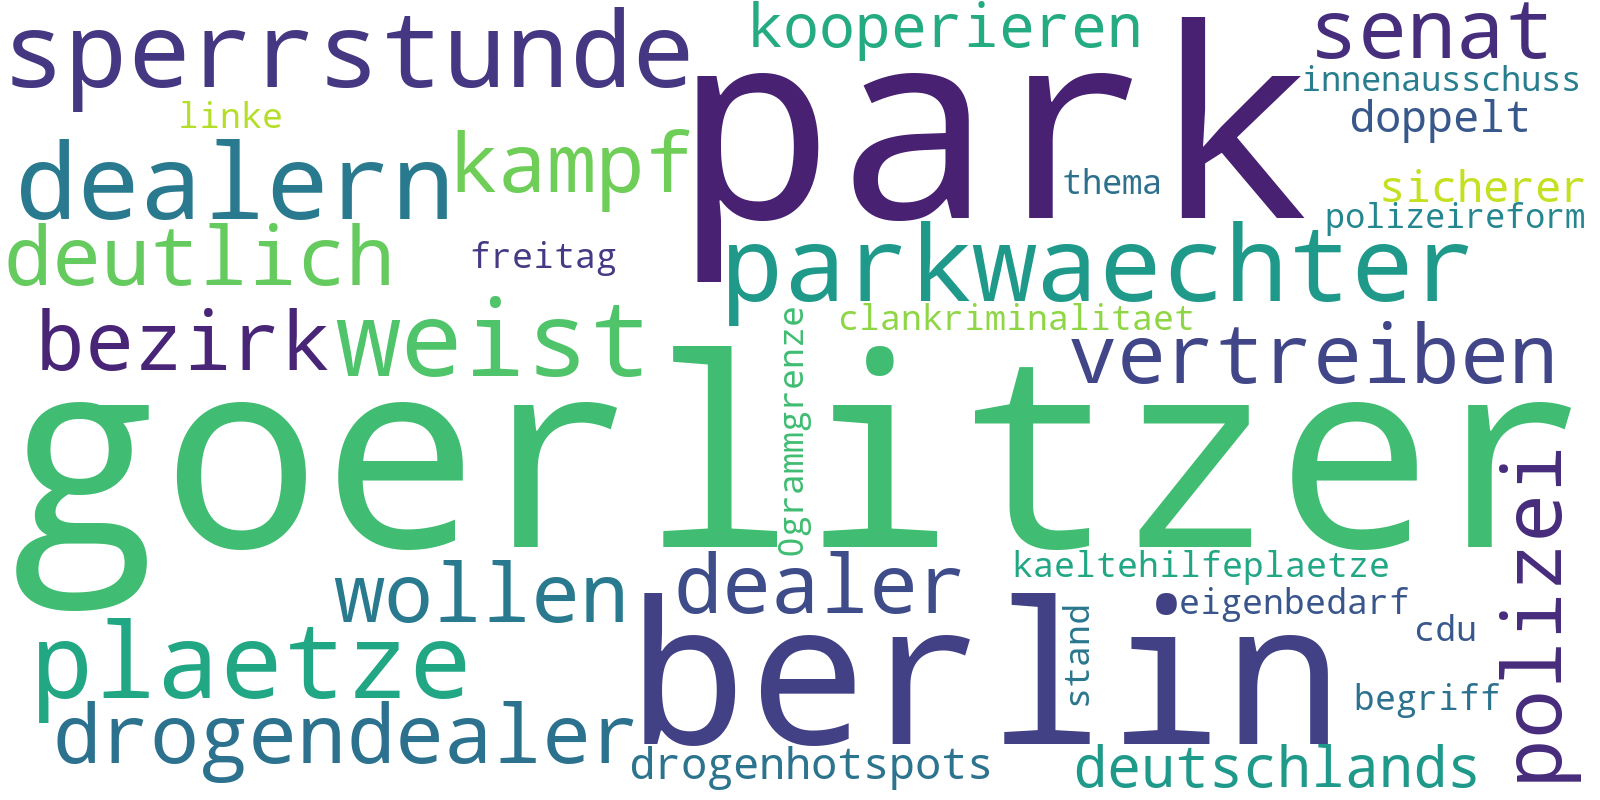 sperrstunde
kooperieren
senat
park
innenausschuss
linke
doppelt
dealern
kampf
thema
sicherer
polizeireform
deutlich
freitag
parkwaechter
bezirk
weist
clankriminalitaet
0grammgrenze
vertreiben
goerlitzer
polizei
wollen
dealer
kaeltehilfeplaetze
eigenbedarf
berlin
stand
cdu
plaetze
begriff
drogendealer
drogenhotspots
deutschlands